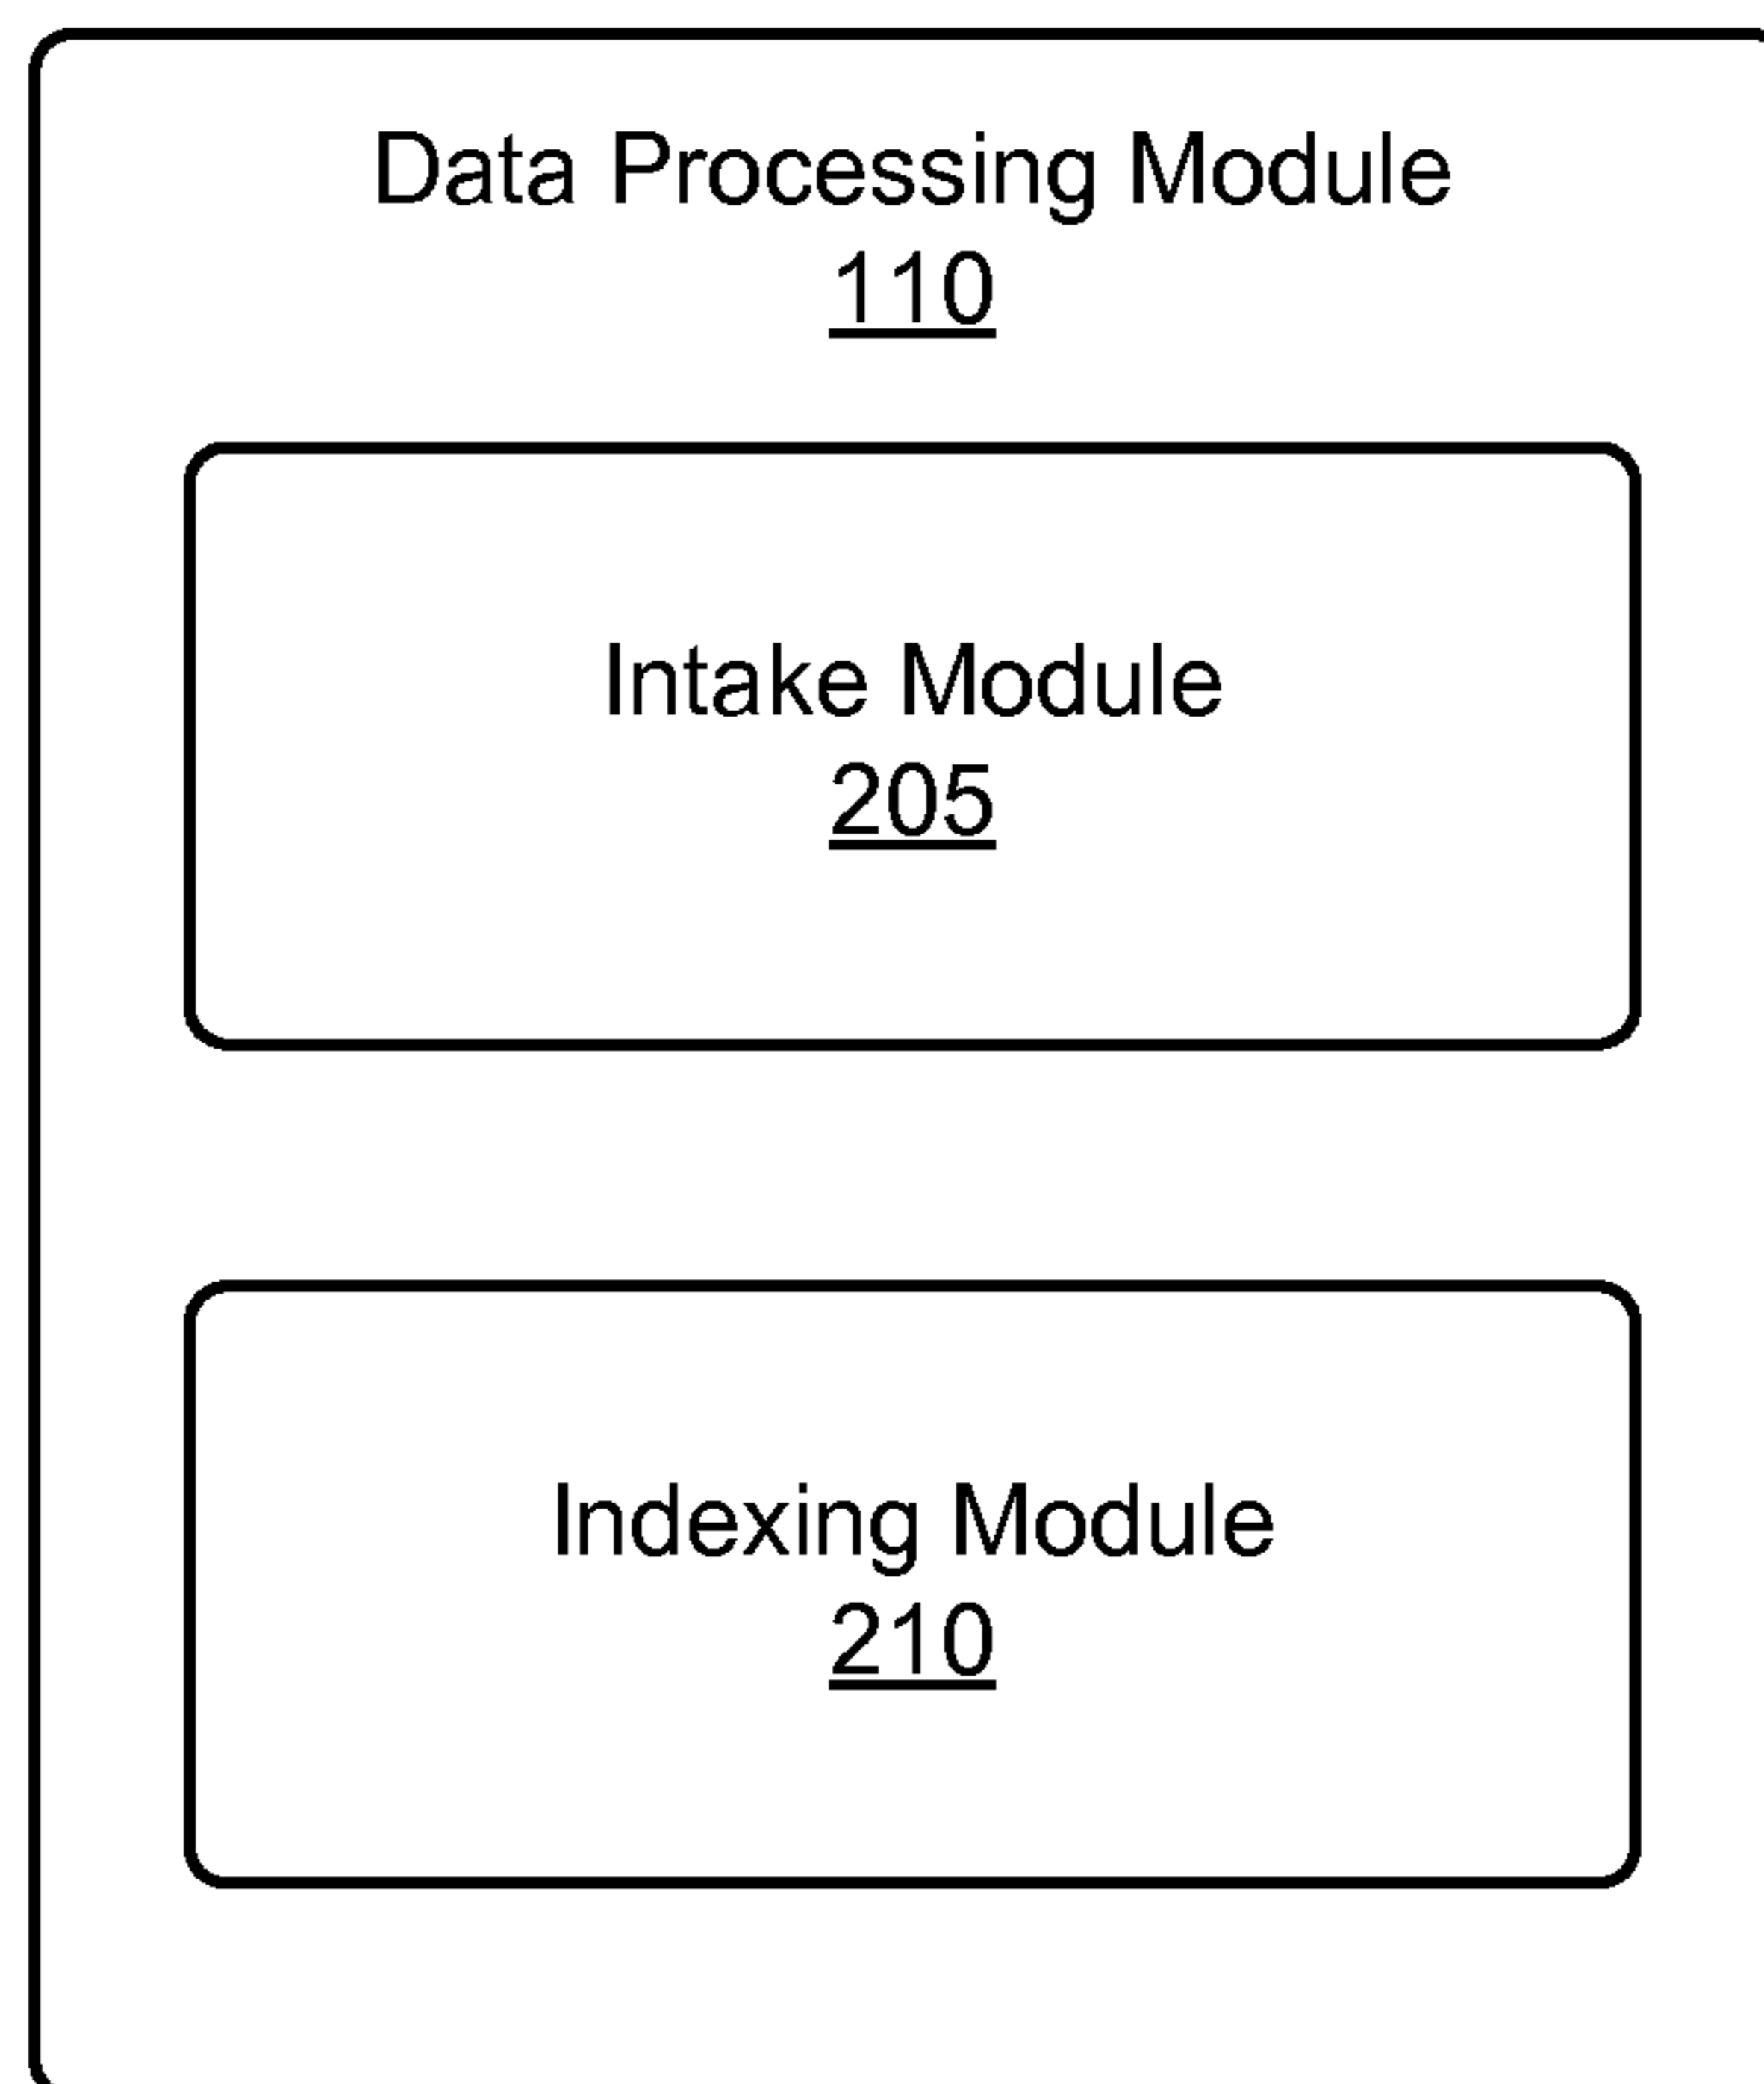 Data Processing Module
110
Intake Module
205
Indexing Module
210